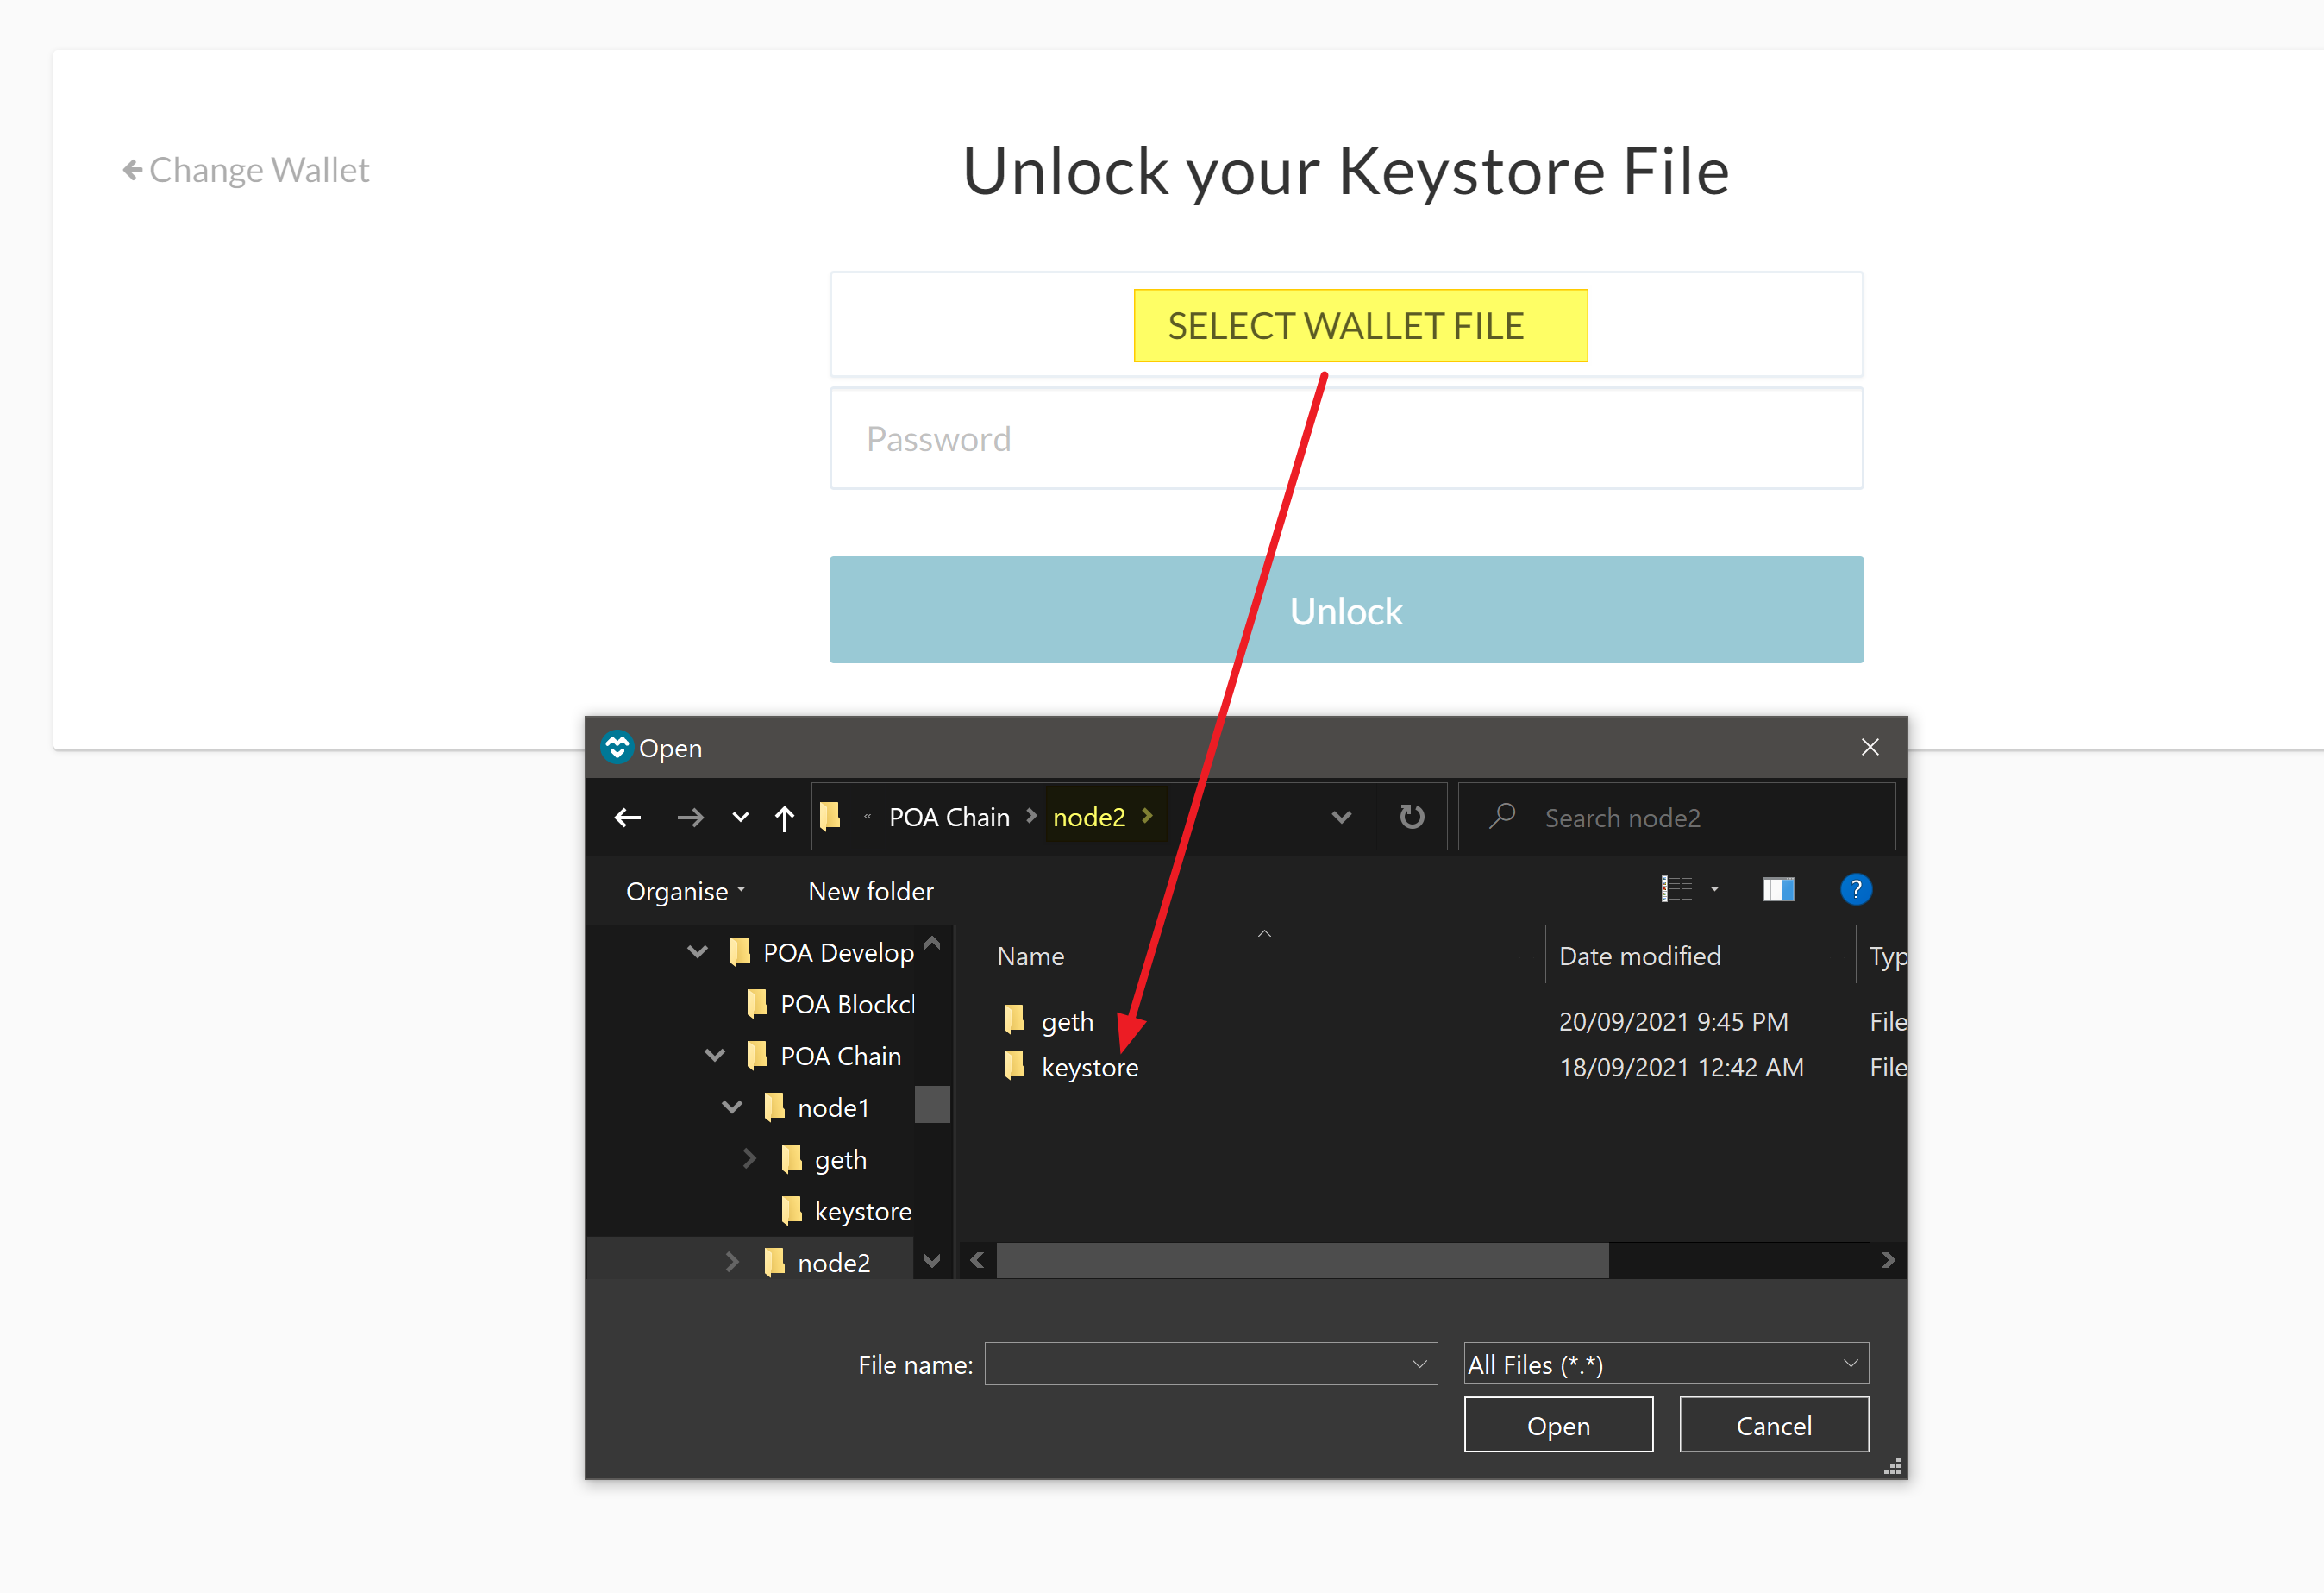 Change Wallet
Unlock your Keystore File
SELECT WALLET FILE
Password
Unlock
Open
« POA Chain node2
Search node2
Organise
New folder
?
POA Develop
POA Blockcl
POA Chain
node1
geth
keystore
node2
Name Date modified Typ
geth 20/09/2021 9:45 PM File
keystore 18/09/2021 12:42 AM File
File name:
All Files (*.*)
Open Cancel